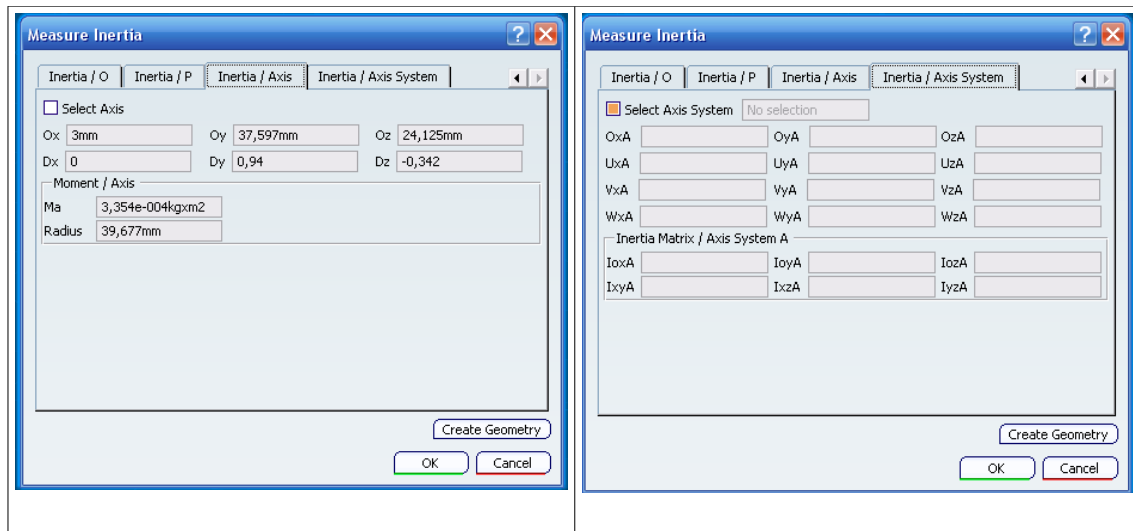 Measure Inertia
Inertia / O Inertia / P Inertia / Axis Inertia / Axis System
Select Axis
Ox 3mm Oy 37,597mm Oz 24,125mm
Dx 0 Dy 0,94 Dz -0,342
Moment / Axis
Ma 3,354e-004kgxm2
Radius 39,677mm
Create Geometry
OK Cancel
Measure Inertia
Inertia / O Inertia / P Inertia / Axis Inertia / Axis System
Select Axis System No selection
OxA OyA OzA
UxA UyA UzA
VxA VyA VzA
WxA WyA WzA
Inertia Matrix / Axis System A
IoxA IoyA IozA
IxyA IxzA IyzA
Create Geometry
OK Cancel